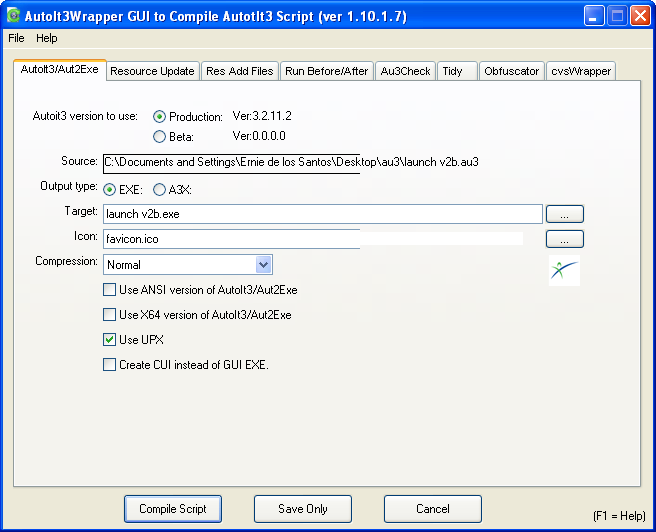 AutoIt3Wrapper GUI to Compile AutotIt3 Script (ver 1.10.1.7)
File Help
AutoIt3/Aut2Exe Resource Update Res Add Files Run Before/After Au3Check Tidy Obfuscator cvsWrapper
Autoit3 version to use: Production: Ver:3.2.11.2
Beta: Ver:0.0.0.0
Source: C:\Documents and Settings\Ernie de los Santos\Desktop\au3\launch v2b.au3
Output type: EXE: A3X:
Target: launch v2b.exe ...
Icon: favicon.ico ...
Compression: Normal
Use ANSI version of AutoIt3/Aut2Exe
Use X64 version of AutoIt3/Aut2Exe
Use UPX
Create CUI instead of GUI EXE.
Compile Script Save Only Cancel (F1 = Help)